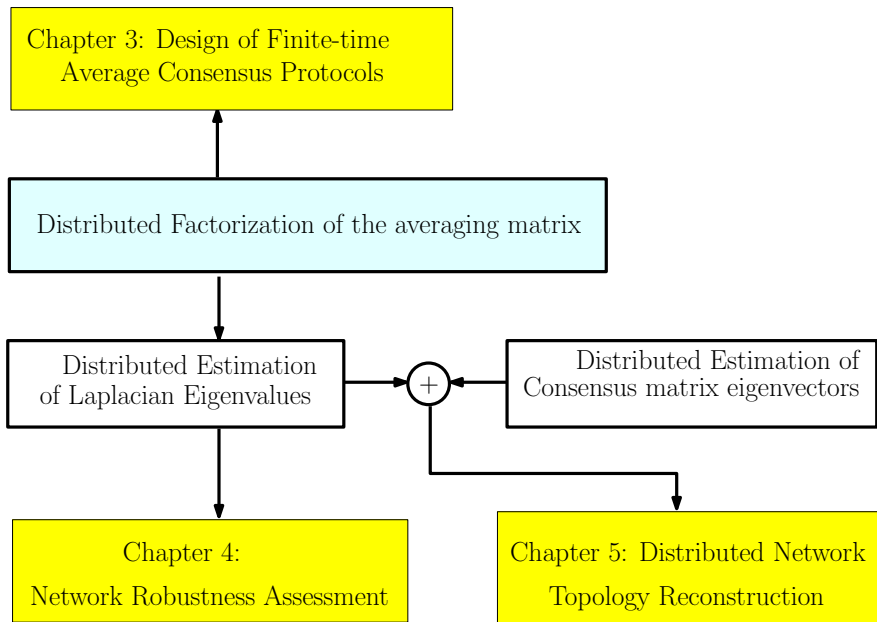 Chapter 3: Design of Finite-time
Average Consensus Protocols
Distributed Factorization of the averaging matrix
Distributed Estimation
of Laplacian Eigenvalues
+
Distributed Estimation of
Consensus matrix eigenvectors
Chapter 4:
Network Robustness Assessment
Chapter 5: Distributed Network
Topology Reconstruction